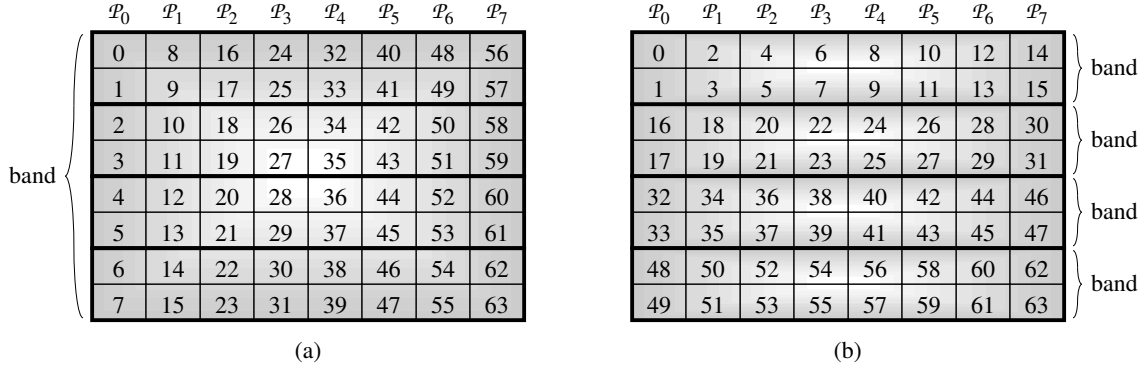 𝒫0 𝒫1 𝒫2 𝒫3 𝒫4 𝒫5 𝒫6 𝒫7
0 8 16 24 32 40 48 56
1 9 17 25 33 41 49 57
2 10 18 26 34 42 50 58
3 11 19 27 35 43 51 59
band
4 12 20 28 36 44 52 60
5 13 21 29 37 45 53 61
6 14 22 30 38 46 54 62
7 15 23 31 39 47 55 63
(a)
𝒫0 𝒫1 𝒫2 𝒫3 𝒫4 𝒫5 𝒫6 𝒫7
0 2 4 6 8 10 12 14
band
1 3 5 7 9 11 13 15
16 18 20 22 24 26 28 30
band
17 19 21 23 25 27 29 31
32 34 36 38 40 42 44 46
band
33 35 37 39 41 43 45 47
48 50 52 54 56 58 60 62
band
49 51 53 55 57 59 61 63
(b)